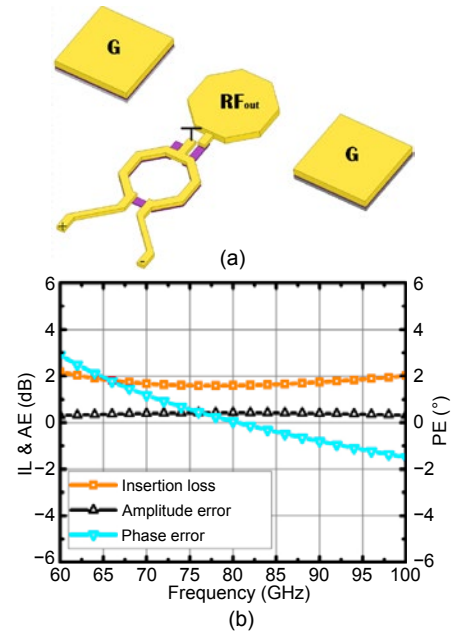 G
RFout
G
+
-
(a)
6
4
2
0
−2
−4
−6
IL & AE (dB)
6
4
2
0
−2
−4
−6
PE (°)
Insertion loss
Amplitude error
Phase error
60 65 70 75 80 85 90 95 100
Frequency (GHz)
(b)